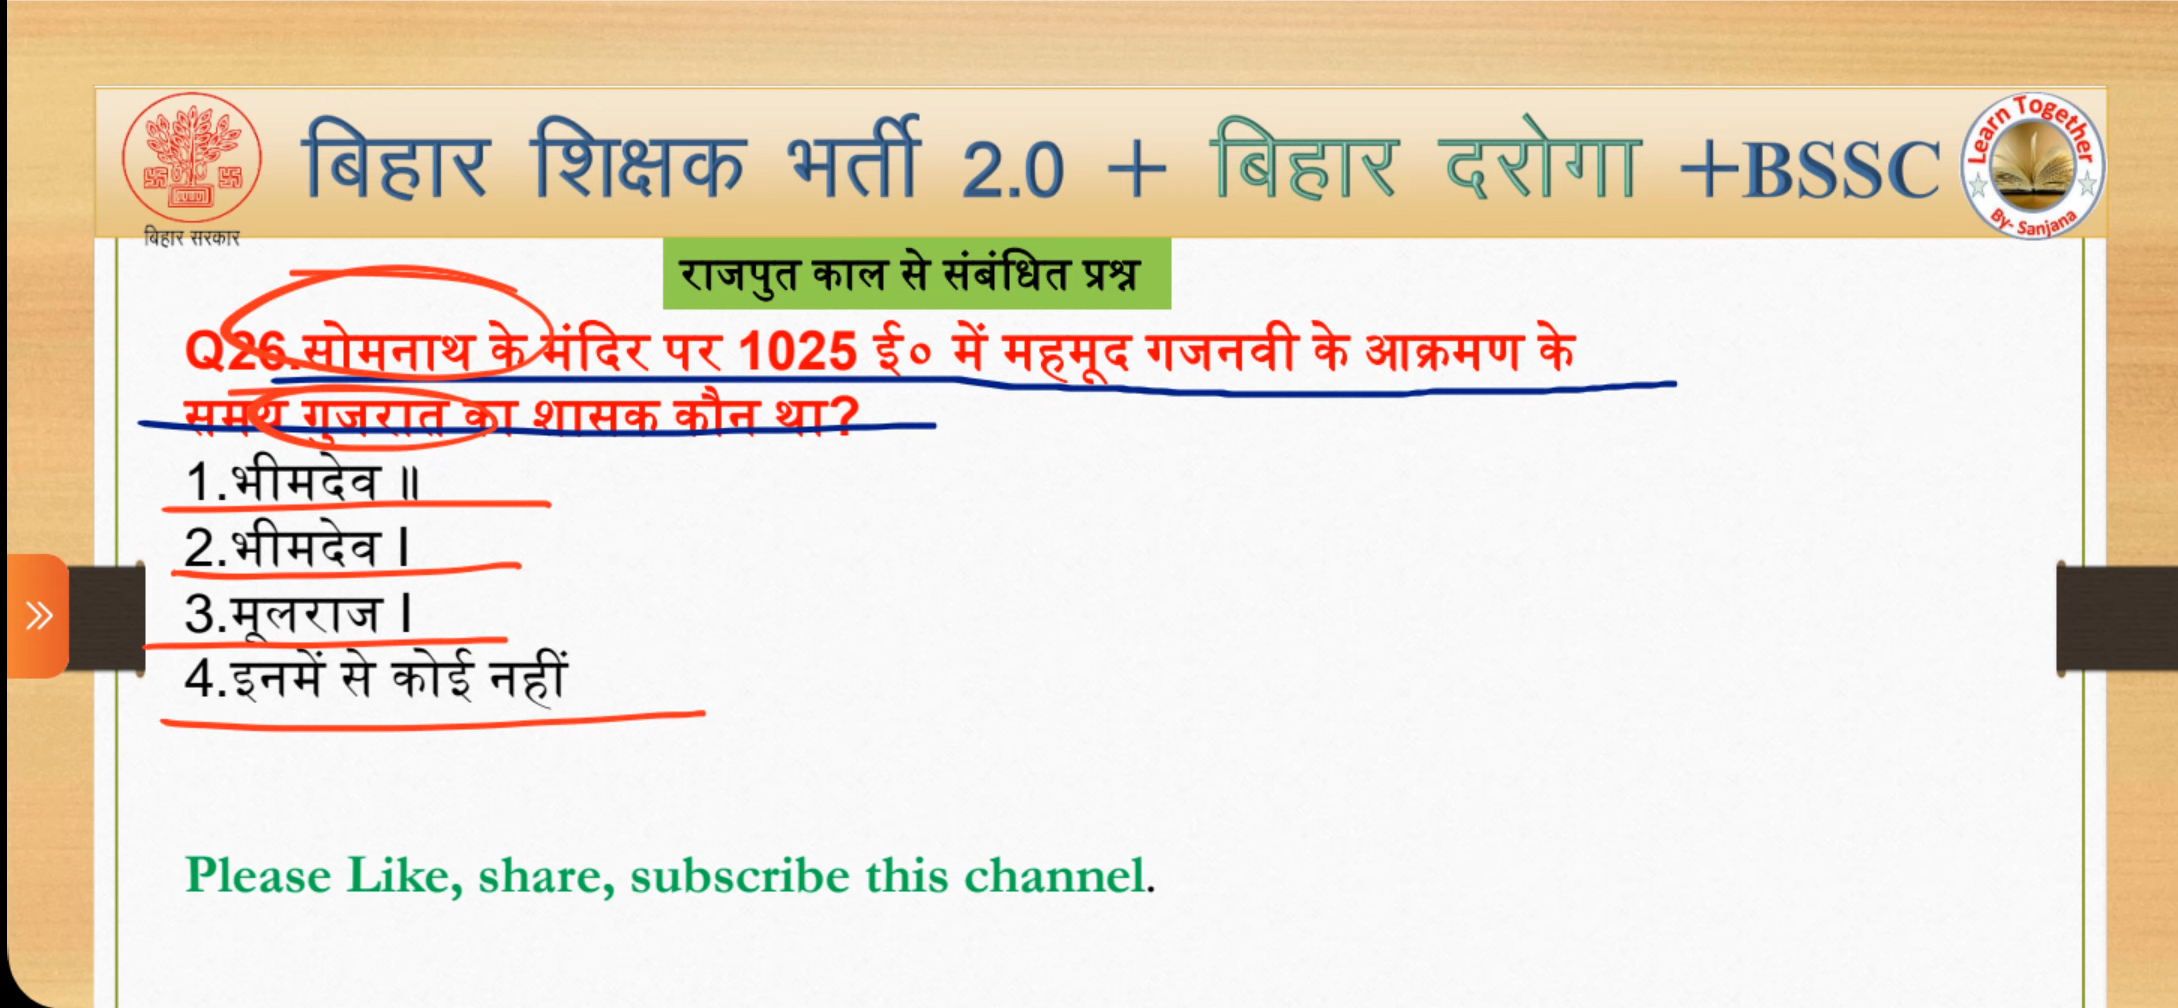 बिहार शिक्षक भर्ती 2.0 + बिहार दरोगा +BSSC
Learn Together
By- Sanjana
बिहार सरकार
राजपुत काल से संबंधित प्रश्न
Q26.सोमनाथ के मंदिर पर 1025 ई० में महमूद गजनवी के आक्रमण के
समय गुजरात का शासक कौन था?
1.भीमदेव ॥
2.भीमदेव I
3.मूलराज I
4.इनमें से कोई नहीं
Please Like, share, subscribe this channel.